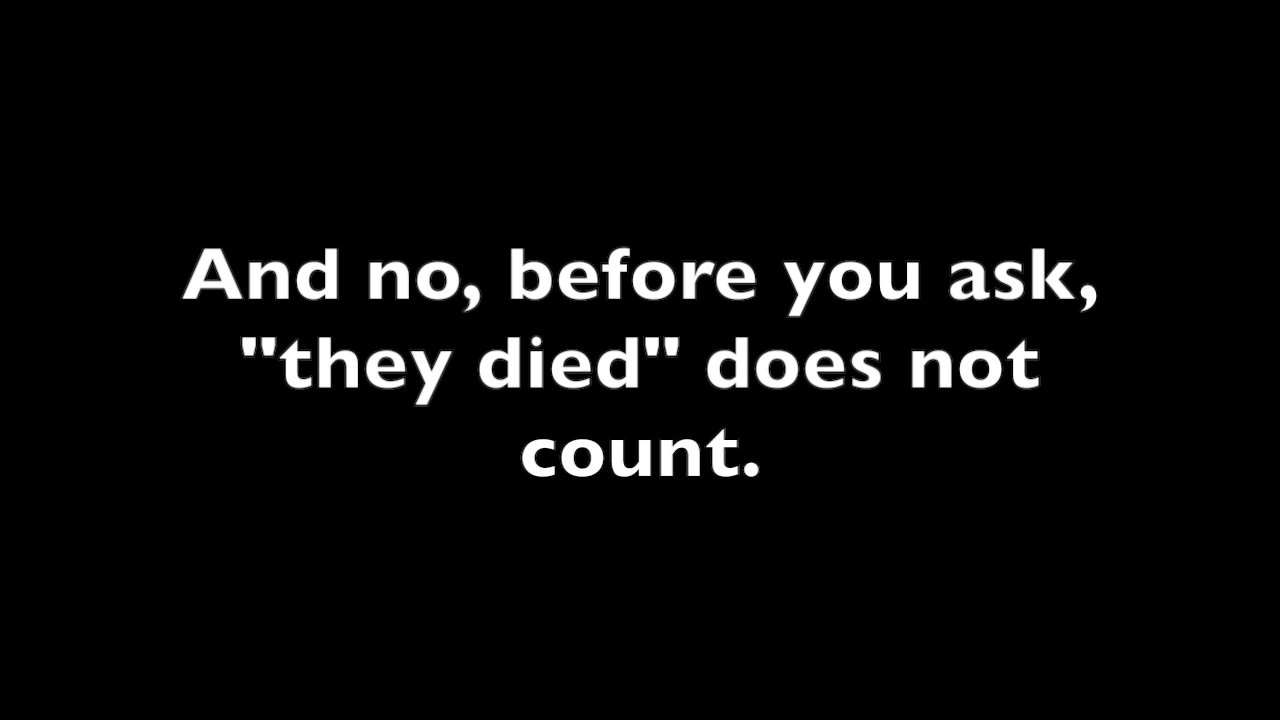 And no, before you ask,
"they died" does not
count.